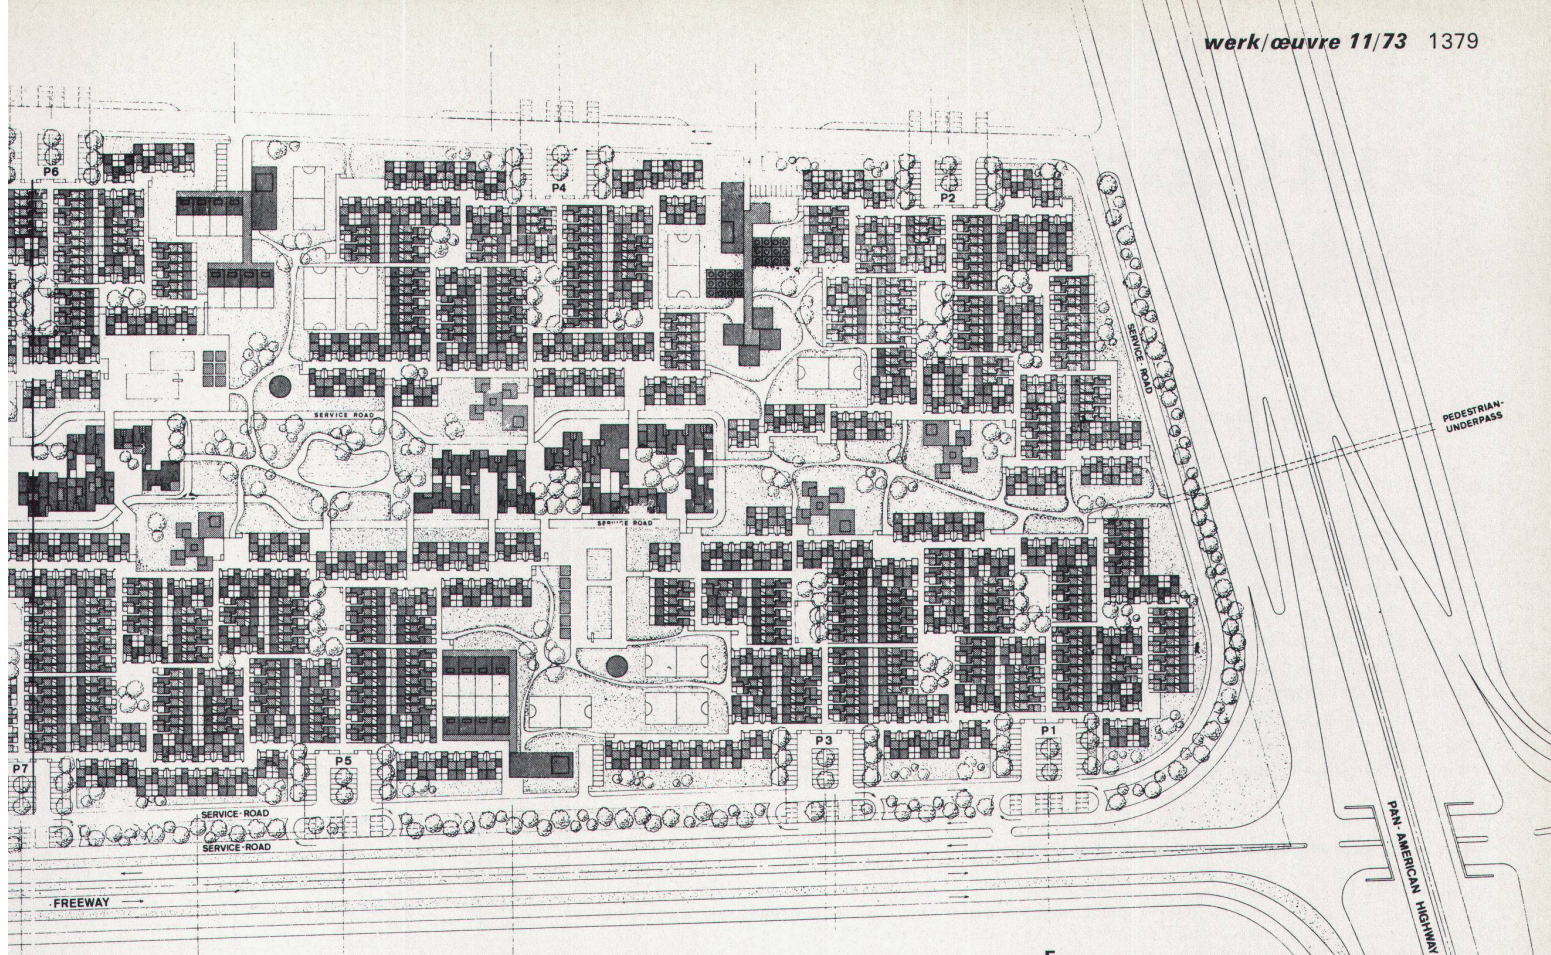 werk/œuvre 11/73 1379
P6
P4
P2
SERVICE ROAD
SERVICE ROAD
PEDESTRIAN-
UNDERPASS
SERVICE ROAD
P7
P5
P3
P1
SERVICE-ROAD
SERVICE-ROAD
FREEWAY
PAN-AMERICAN HIGHWAY